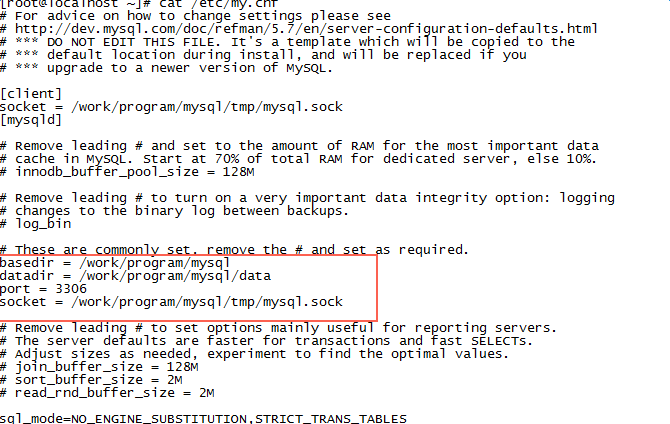 [root@localhost ~]# cat /etc/my.cnf
# For advice on how to change settings please see
# http://dev.mysql.com/doc/refman/5.7/en/server-configuration-defaults.html
# *** DO NOT EDIT THIS FILE. It's a template which will be copied to the
# *** default location during install, and will be replaced if you
# *** upgrade to a newer version of MySQL.
[client]
socket = /work/program/mysql/tmp/mysql.sock
[mysqld]
# Remove leading # and set to the amount of RAM for the most important data
# cache in MySQL. Start at 70% of total RAM for dedicated server, else 10%.
# innodb_buffer_pool_size = 128M
# Remove leading # to turn on a very important data integrity option: logging
# changes to the binary log between backups.
# log_bin
# These are commonly set, remove the # and set as required.
basedir = /work/program/mysql
datadir = /work/program/mysql/data
port = 3306
socket = /work/program/mysql/tmp/mysql.sock
# Remove leading # to set options mainly useful for reporting servers.
# The server defaults are faster for transactions and fast SELECTs.
# Adjust sizes as needed, experiment to find the optimal values.
# join_buffer_size = 128M
# sort_buffer_size = 2M
# read_rnd_buffer_size = 2M
sql_mode=NO_ENGINE_SUBSTITUTION,STRICT_TRANS_TABLES